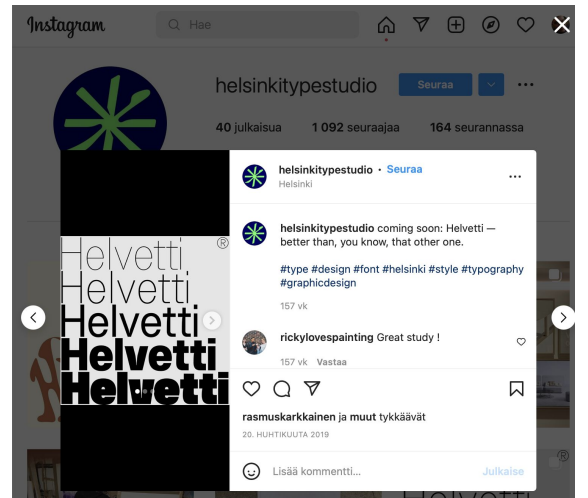 Instagram
Hae
helsinkitypestudio
Seuraa
40 julkaisua 1 092 seuraajaa 164 seurannassa
helsinkitypestudio • Seuraa
Helsinki
helsinkitypestudio coming soon: Helvetti —
better than, you know, that other one.
#type #design #font #helsinki #style #typography
#graphicdesign
157 vk
rickylovespainting Great study !
157 vk Vastaa
rasmuskarkkainen ja muut tykkäävät
20. HUHTIKUUTA 2019
Lisää kommentti...
Julkaise
Helvetti ®
Helvetti
Helvetti
Helvetti
Helvetti